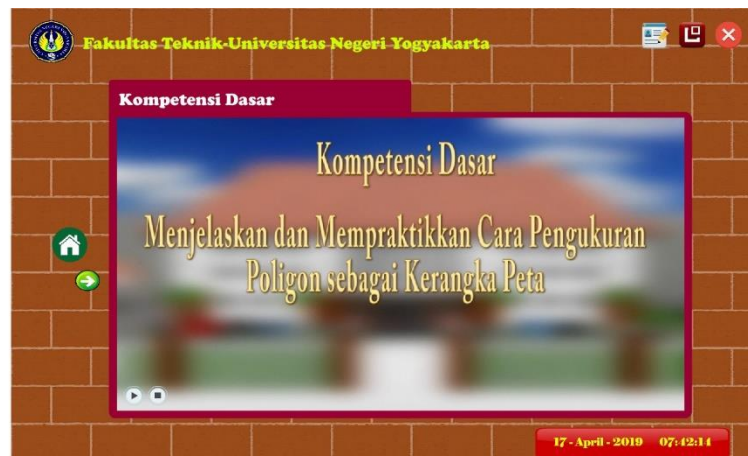 Fakultas Teknik-Universitas Negeri Yogyakarta
Kompetensi Dasar
Kompetensi Dasar
Menjelaskan dan Mempraktikkan Cara Pengukuran
Poligon sebagai Kerangka Peta
17 - April - 2019 07:42:14